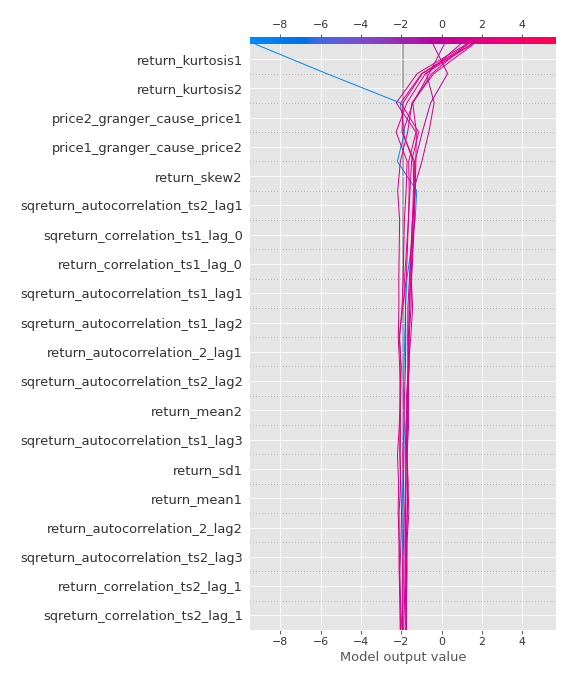 −8 −6 −4 −2 0 2 4
return_kurtosis1
return_kurtosis2
price2_granger_cause_price1
price1_granger_cause_price2
return_skew2
sqreturn_autocorrelation_ts2_lag1
sqreturn_correlation_ts1_lag_0
return_correlation_ts1_lag_0
sqreturn_autocorrelation_ts1_lag1
sqreturn_autocorrelation_ts1_lag2
return_autocorrelation_2_lag1
sqreturn_autocorrelation_ts2_lag2
return_mean2
sqreturn_autocorrelation_ts1_lag3
return_sd1
return_mean1
return_autocorrelation_2_lag2
sqreturn_autocorrelation_ts2_lag3
return_correlation_ts2_lag_1
sqreturn_correlation_ts2_lag_1
−8 −6 −4 −2 0 2 4
Model output value